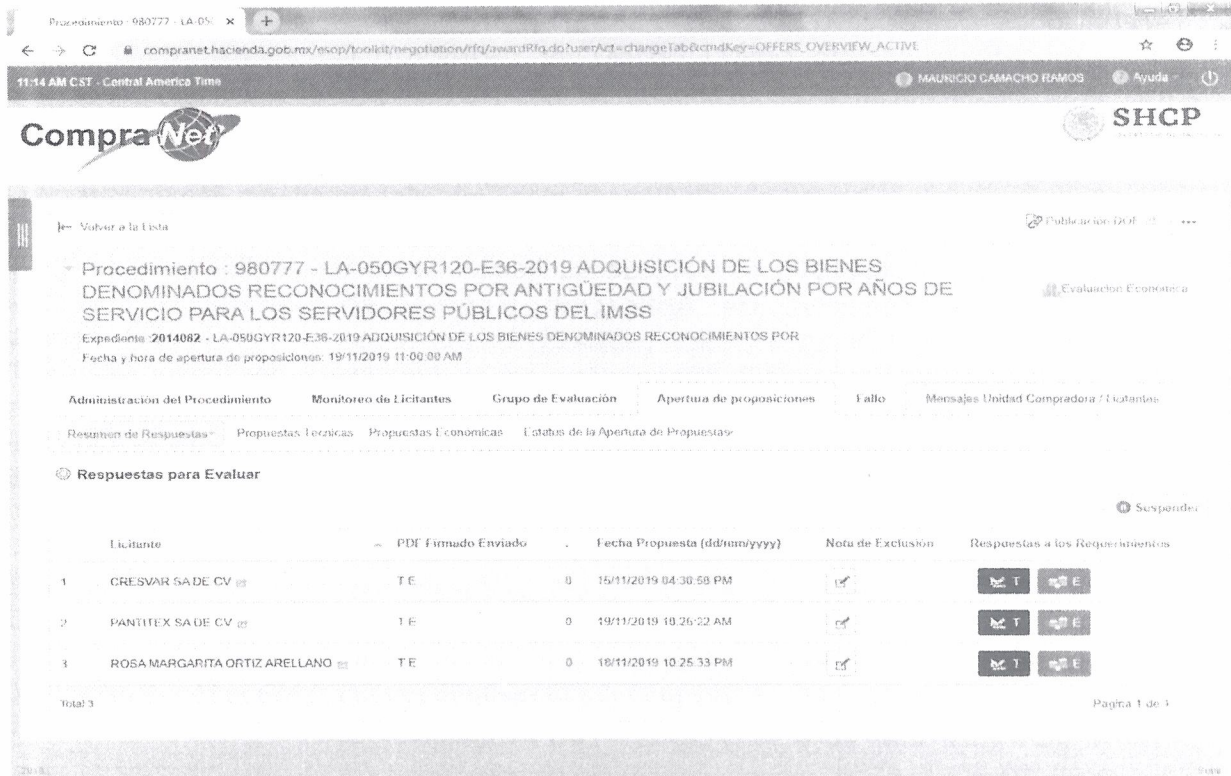 Procedimiento : 980777 - LA-050
compranet.hacienda.gob.mx/esop/toolkit/negotiation/rfq/awardRfq.do?userAct=changeTab&cmdKey=OFFERS_OVERVIEW_ACTIVE
11:14 AM CST - Central America Time
MAURICIO CAMACHO RAMOS
Ayuda
CompraNet
SHCP
Volver a la Lista
Publicación DOF
Procedimiento : 980777 - LA-050GYR120-E36-2019 ADQUISICIÓN DE LOS BIENES
DENOMINADOS RECONOCIMIENTOS POR ANTIGÜEDAD Y JUBILACIÓN POR AÑOS DE
SERVICIO PARA LOS SERVIDORES PÚBLICOS DEL IMSS
Evaluación Económica
Expediente :2014082 - LA-050GYR120-E36-2019 ADQUISICIÓN DE LOS BIENES DENOMINADOS RECONOCIMIENTOS POR
Fecha y hora de apertura de proposiciones: 19/11/2019 11:00:00 AM
Administración del Procedimiento Monitoreo de Licitantes Grupo de Evaluación Apertura de proposiciones Fallo Mensajes Unidad Compradora / Licitantes
Resumen de Respuestas Propuestas Técnicas Propuestas Económicas Estatus de la Apertura de Propuestas
Respuestas para Evaluar
Suspender
Licitante PDF Firmado Enviado . Fecha Propuesta (dd/mm/yyyy) Nota de Exclusión Respuestas a los Requerimientos
1 CRESVAR SA DE CV T E 0 15/11/2019 04:30:58 PM T E
2 PANTITEX SA DE CV T E 0 19/11/2019 10:26:22 AM T E
3 ROSA MARGARITA ORTIZ ARELLANO T E 0 18/11/2019 10:25:33 PM T E
Total 3
Página 1 de 1